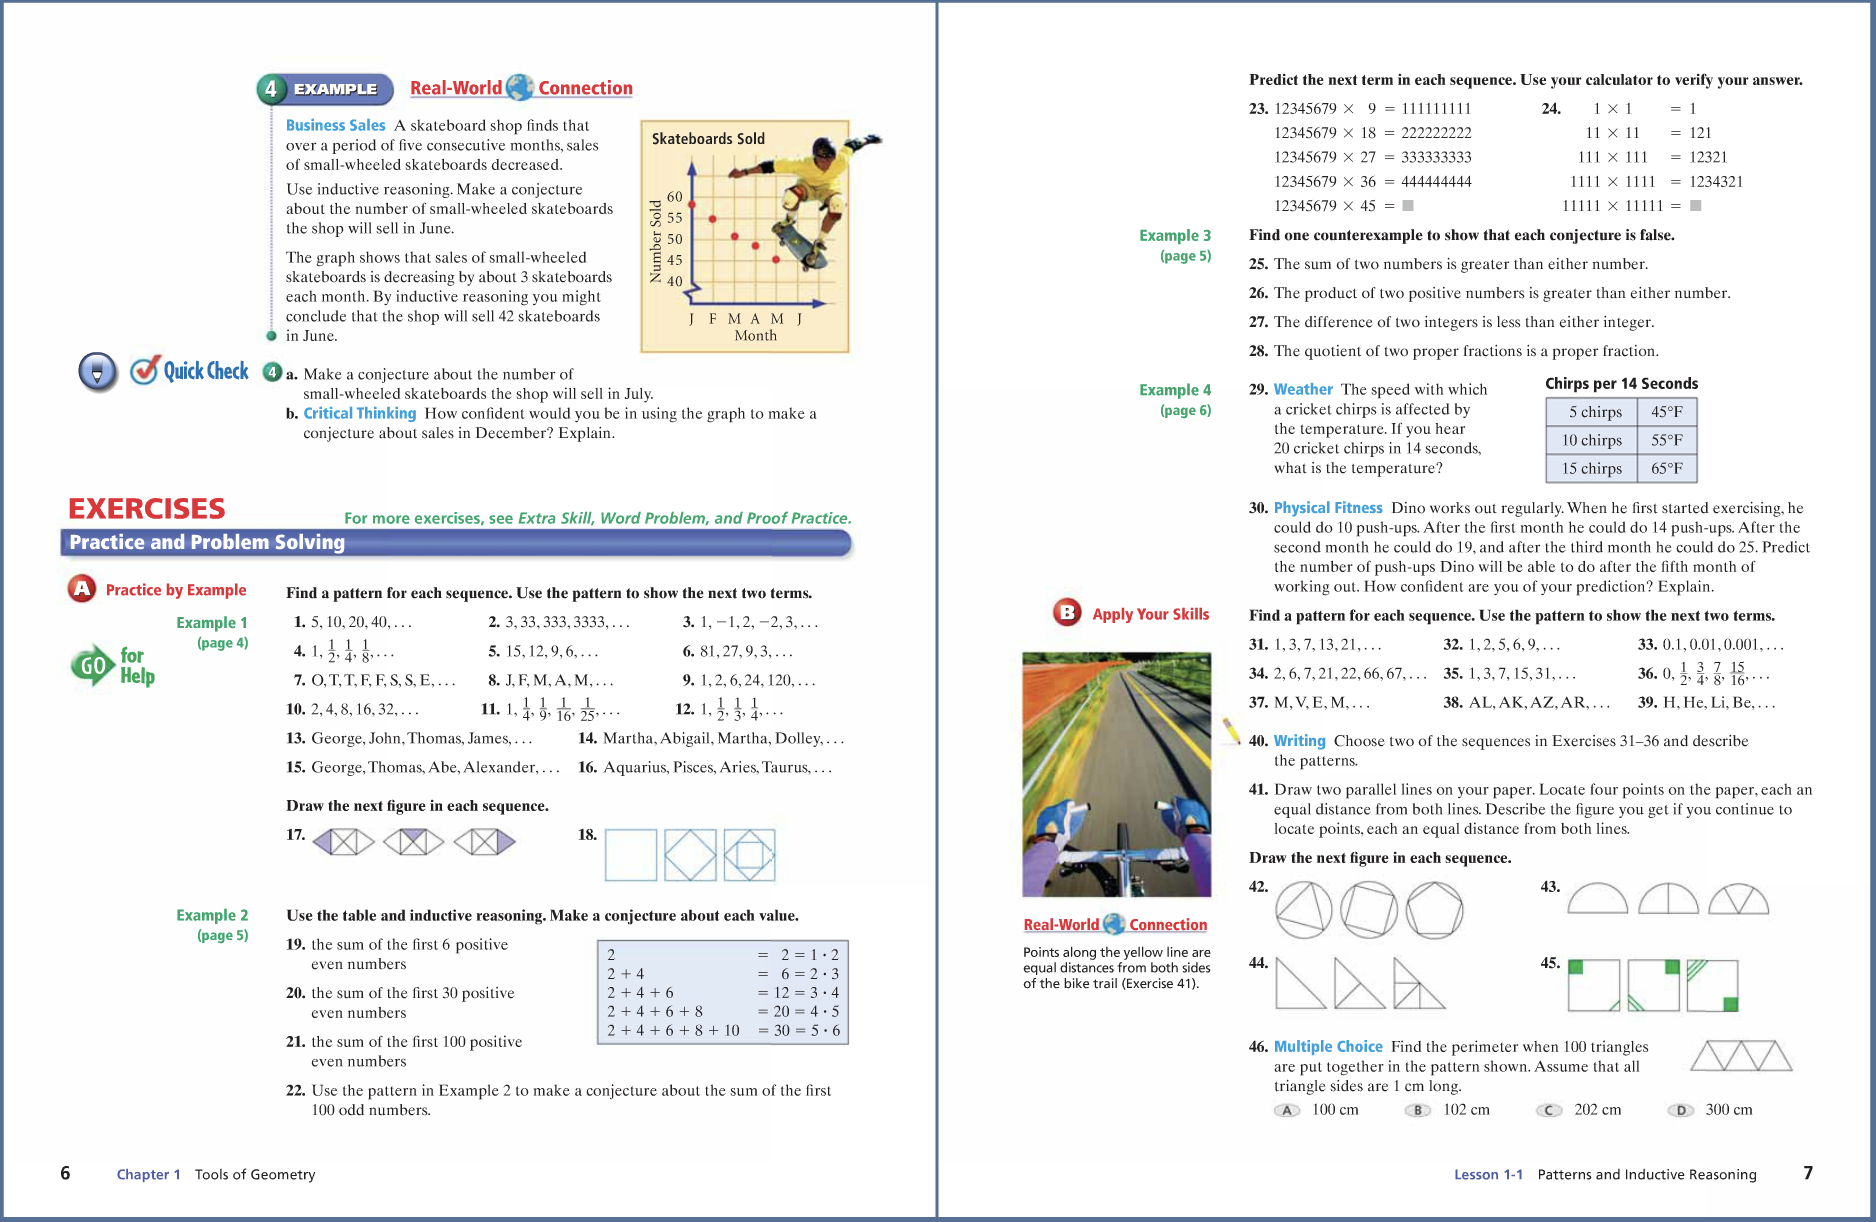 4 EXAMPLE Real-World Connection
Business Sales A skateboard shop finds that
over a period of five consecutive months, sales
of small-wheeled skateboards decreased.
Use inductive reasoning. Make a conjecture
about the number of small-wheeled skateboards
the shop will sell in June.
The graph shows that sales of small-wheeled
skateboards is decreasing by about 3 skateboards
each month. By inductive reasoning you might
conclude that the shop will sell 42 skateboards
in June.
Skateboards Sold
Number Sold
60
55
50
45
40
J F M A M J
Month
Quick Check
4 a. Make a conjecture about the number of
small-wheeled skateboards the shop will sell in July.
b. Critical Thinking How confident would you be in using the graph to make a
conjecture about sales in December? Explain.
EXERCISES
For more exercises, see Extra Skill, Word Problem, and Proof Practice.
Practice and Problem Solving
A Practice by Example
Example 1
(page 4)
GO for
Help
Find a pattern for each sequence. Use the pattern to show the next two terms.
1. 5, 10, 20, 40, . . . 2. 3, 33, 333, 3333, . . . 3. 1, −1, 2, −2, 3, . . .
4. 1, 1/2, 1/4, 1/8, . . . 5. 15, 12, 9, 6, . . . 6. 81, 27, 9, 3, . . .
7. O, T, T, F, F, S, S, E, . . . 8. J, F, M, A, M, . . . 9. 1, 2, 6, 24, 120, . . .
10. 2, 4, 8, 16, 32, . . . 11. 1, 1/4, 1/9, 1/16, 1/25, . . . 12. 1, 1/2, 1/3, 1/4, . . .
13. George, John, Thomas, James, . . . 14. Martha, Abigail, Martha, Dolley, . . .
15. George, Thomas, Abe, Alexander, . . . 16. Aquarius, Pisces, Aries, Taurus, . . .
Draw the next figure in each sequence.
17. 18.
Example 2
(page 5)
Use the table and inductive reasoning. Make a conjecture about each value.
19. the sum of the first 6 positive
even numbers
20. the sum of the first 30 positive
even numbers
21. the sum of the first 100 positive
even numbers
2 = 2 = 1 • 2
2 + 4 = 6 = 2 • 3
2 + 4 + 6 = 12 = 3 • 4
2 + 4 + 6 + 8 = 20 = 4 • 5
2 + 4 + 6 + 8 + 10 = 30 = 5 • 6
22. Use the pattern in Example 2 to make a conjecture about the sum of the first
100 odd numbers.
6 Chapter 1 Tools of Geometry
Predict the next term in each sequence. Use your calculator to verify your answer.
23. 12345679 × 9 = 111111111
12345679 × 18 = 222222222
12345679 × 27 = 333333333
12345679 × 36 = 444444444
12345679 × 45 = ■
24. 1 × 1 = 1
11 × 11 = 121
111 × 111 = 12321
1111 × 1111 = 1234321
11111 × 11111 = ■
Example 3
(page 5)
Find one counterexample to show that each conjecture is false.
25. The sum of two numbers is greater than either number.
26. The product of two positive numbers is greater than either number.
27. The difference of two integers is less than either integer.
28. The quotient of two proper fractions is a proper fraction.
Example 4
(page 6)
29. Weather The speed with which
a cricket chirps is affected by
the temperature. If you hear
20 cricket chirps in 14 seconds,
what is the temperature?
Chirps per 14 Seconds
5 chirps 45°F
10 chirps 55°F
15 chirps 65°F
30. Physical Fitness Dino works out regularly. When he first started exercising, he
could do 10 push-ups. After the first month he could do 14 push-ups. After the
second month he could do 19, and after the third month he could do 25. Predict
the number of push-ups Dino will be able to do after the fifth month of
working out. How confident are you of your prediction? Explain.
B Apply Your Skills
Find a pattern for each sequence. Use the pattern to show the next two terms.
31. 1, 3, 7, 13, 21, . . . 32. 1, 2, 5, 6, 9, . . . 33. 0.1, 0.01, 0.001, . . .
34. 2, 6, 7, 21, 22, 66, 67, . . . 35. 1, 3, 7, 15, 31, . . . 36. 0, 1/2, 3/4, 7/8, 15/16, . . .
37. M, V, E, M, . . . 38. AL, AK, AZ, AR, . . . 39. H, He, Li, Be, . . .
40. Writing Choose two of the sequences in Exercises 31–36 and describe
the patterns.
41. Draw two parallel lines on your paper. Locate four points on the paper, each an
equal distance from both lines. Describe the figure you get if you continue to
locate points, each an equal distance from both lines.
Real-World Connection
Points along the yellow line are
equal distances from both sides
of the bike trail (Exercise 41).
Draw the next figure in each sequence.
42. 43.
44. 45.
46. Multiple Choice Find the perimeter when 100 triangles
are put together in the pattern shown. Assume that all
triangle sides are 1 cm long.
A 100 cm B 102 cm C 202 cm D 300 cm
Lesson 1-1 Patterns and Inductive Reasoning 7